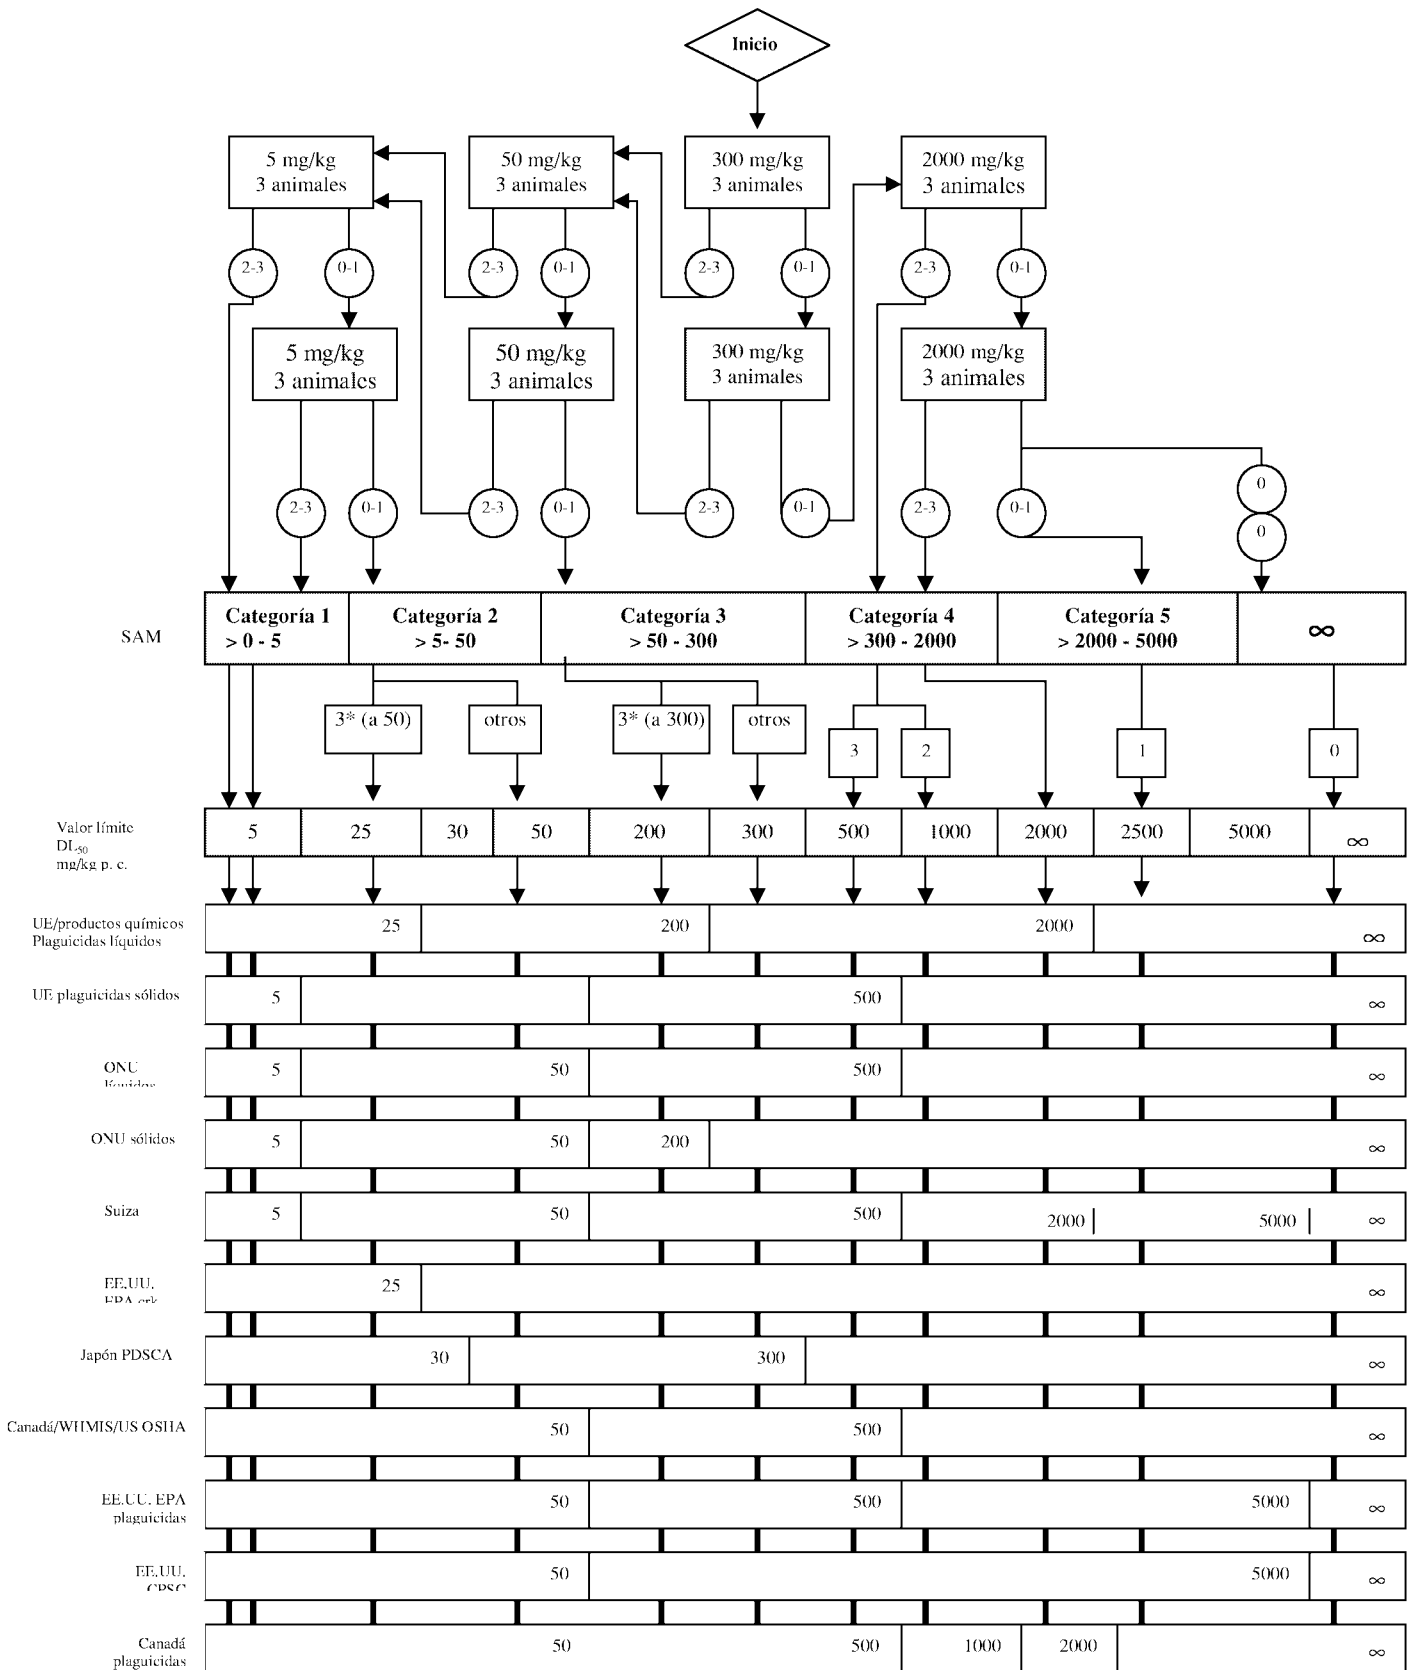 Inicio
5 mg/kg
3 animales
50 mg/kg
3 animales
300 mg/kg
3 animales
2000 mg/kg
3 animales
2-3
0-1
2-3
0-1
2-3
0-1
2-3
0-1
5 mg/kg
3 animales
50 mg/kg
3 animales
300 mg/kg
3 animales
2000 mg/kg
3 animales
2-3
0-1
2-3
0-1
2-3
0-1
2-3
0-1
0
0
SAM
Categoría 1
> 0 - 5
Categoría 2
> 5- 50
Categoría 3
> 50 - 300
Categoría 4
> 300 - 2000
Categoría 5
> 2000 - 5000
∞
3* (a 50)
otros
3* (a 300)
otros
3
2
1
0
Valor límite
DL50
mg/kg p. c.
5
25
30
50
200
300
500
1000
2000
2500
5000
∞
UE/productos químicos
Plaguicidas líquidos
25
200
2000
∞
UE plaguicidas sólidos
5
500
∞
ONU
líquidos
5
50
500
∞
ONU sólidos
5
50
200
∞
Suiza
5
50
500
2000
5000
∞
EE.UU.
EPA
25
∞
Japón PDSCA
30
300
∞
Canadá/WHMIS/US OSHA
50
500
∞
EE.UU. EPA
plaguicidas
50
500
5000
∞
EE.UU.
CPSC
50
5000
∞
Canadá
plaguicidas
50
500
1000
2000
∞